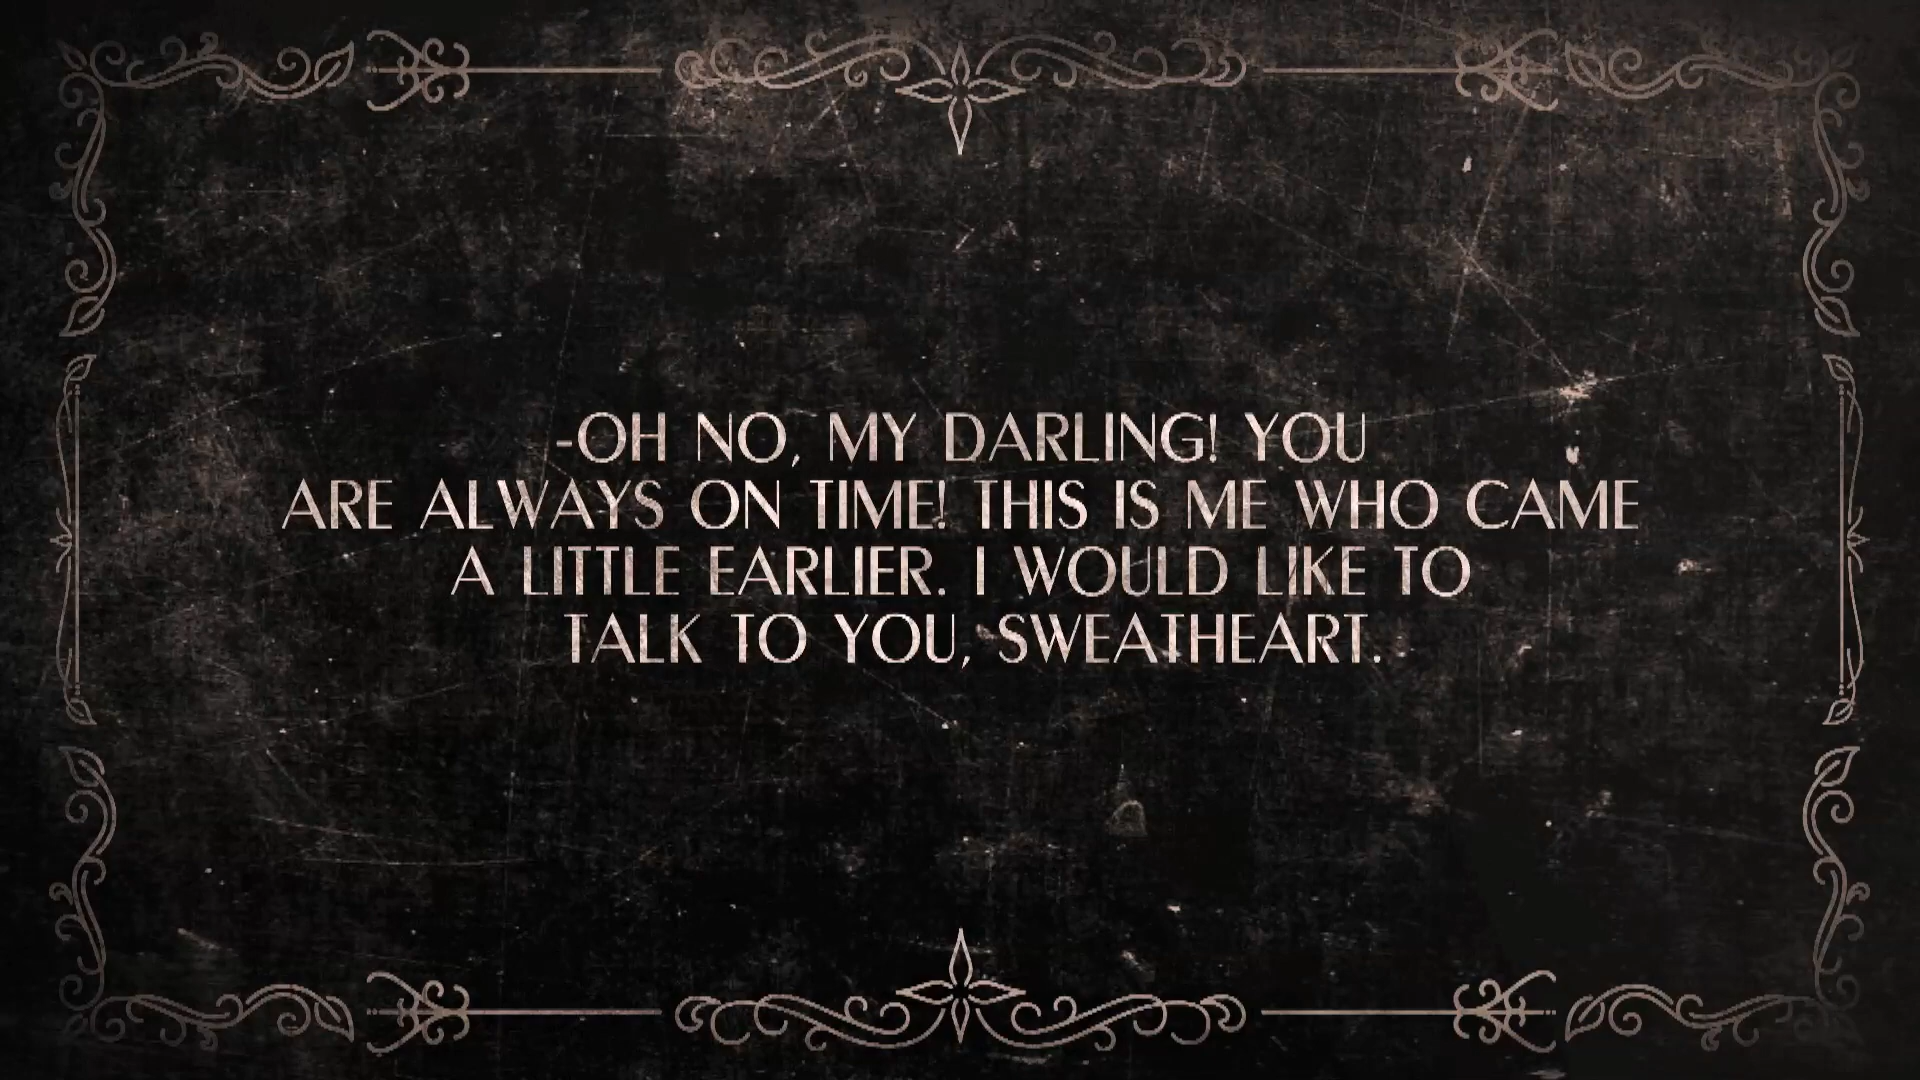 -OH NO, MY DARLING! YOU
ARE ALWAYS ON TIME! THIS IS ME WHO CAME
A LITTLE EARLIER. I WOULD LIKE TO
TALK TO YOU, SWEATHEART.